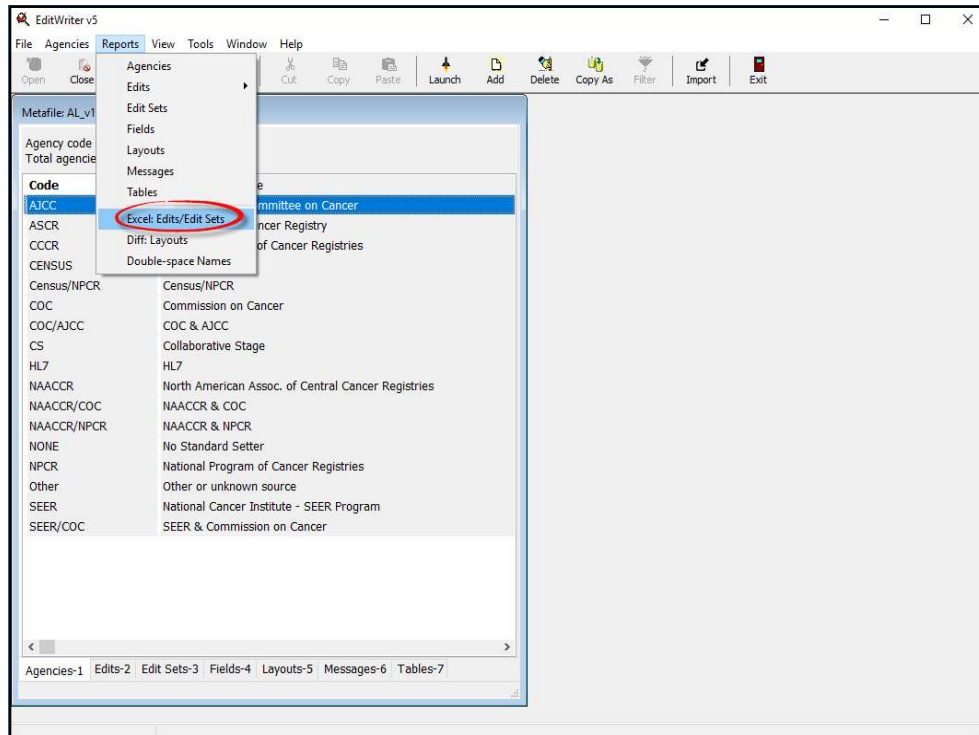 EditWriter v5
File Agencies Reports View Tools Window Help
Open Close Cut Copy Paste Launch Add Delete Copy As Filter Import Exit
Agencies
Edits
Edit Sets
Fields
Layouts
Messages
Tables
Excel: Edits/Edit Sets
Diff: Layouts
Double-space Names
Metafile: AL_v1
Agency code
Total agencie
Code e
AJCC mmittee on Cancer
ASCR ncer Registry
CCCR of Cancer Registries
CENSUS
Census/NPCR Census/NPCR
COC Commission on Cancer
COC/AJCC COC & AJCC
CS Collaborative Stage
HL7 HL7
NAACCR North American Assoc. of Central Cancer Registries
NAACCR/COC NAACCR & COC
NAACCR/NPCR NAACCR & NPCR
NONE No Standard Setter
NPCR National Program of Cancer Registries
Other Other or unknown source
SEER National Cancer Institute - SEER Program
SEER/COC SEER & Commission on Cancer
Agencies-1 Edits-2 Edit Sets-3 Fields-4 Layouts-5 Messages-6 Tables-7